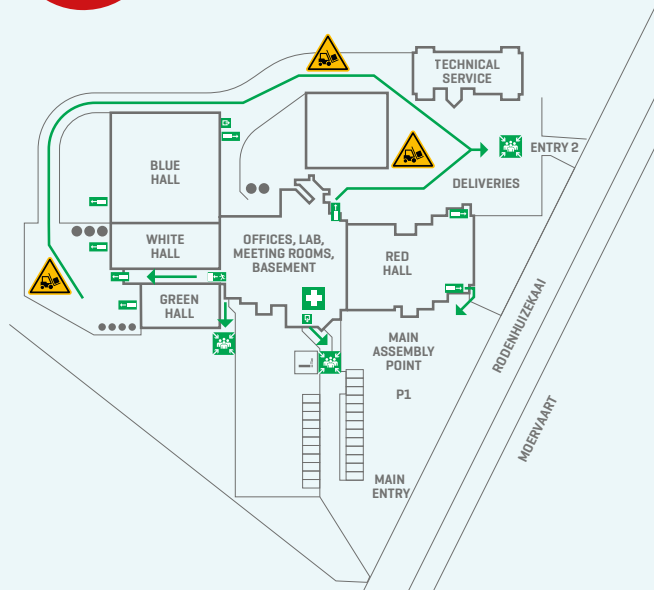 TECHNICAL
SERVICE
ENTRY 2
BLUE
HALL
DELIVERIES
WHITE
HALL
OFFICES, LAB,
MEETING ROOMS,
BASEMENT
RED
HALL
GREEN
HALL
MAIN
ASSEMBLY
POINT
P1
RODENHUIZEKAAI
MOERVAART
MAIN
ENTRY